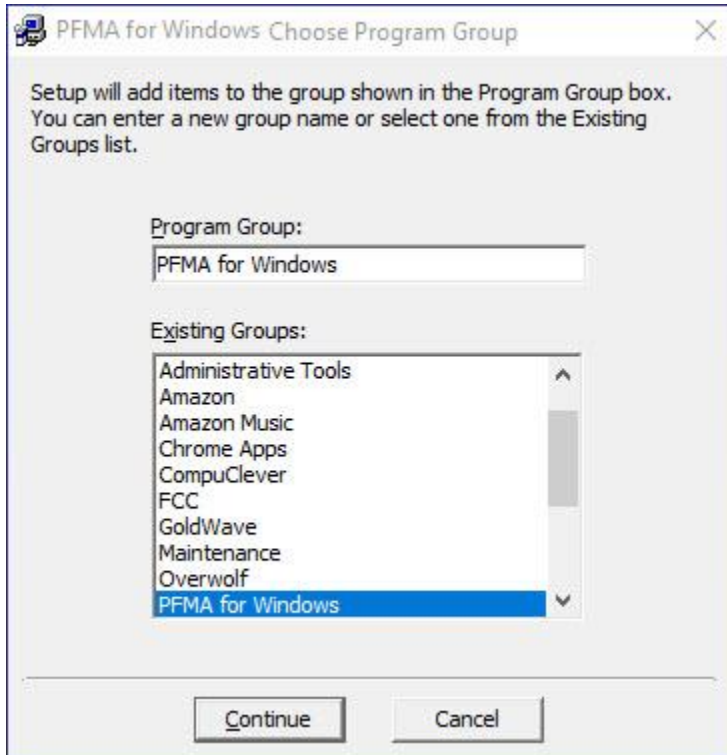 PFMA for Windows Choose Program Group
Setup will add items to the group shown in the Program Group box.
You can enter a new group name or select one from the Existing
Groups list.
Program Group:
PFMA for Windows
Existing Groups:
Administrative Tools
Amazon
Amazon Music
Chrome Apps
CompuClever
FCC
GoldWave
Maintenance
Overwolf
PFMA for Windows
Continue
Cancel